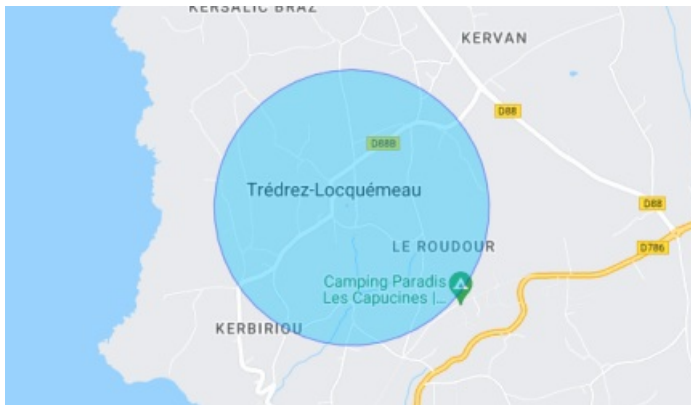 KERSALIC BRAZ
KERVAN
D88
D88B
Trédrez-Locquémeau
D88
LE ROUDOUR
D786
Camping Paradis
Les Capucines |...
KERBIRIOU